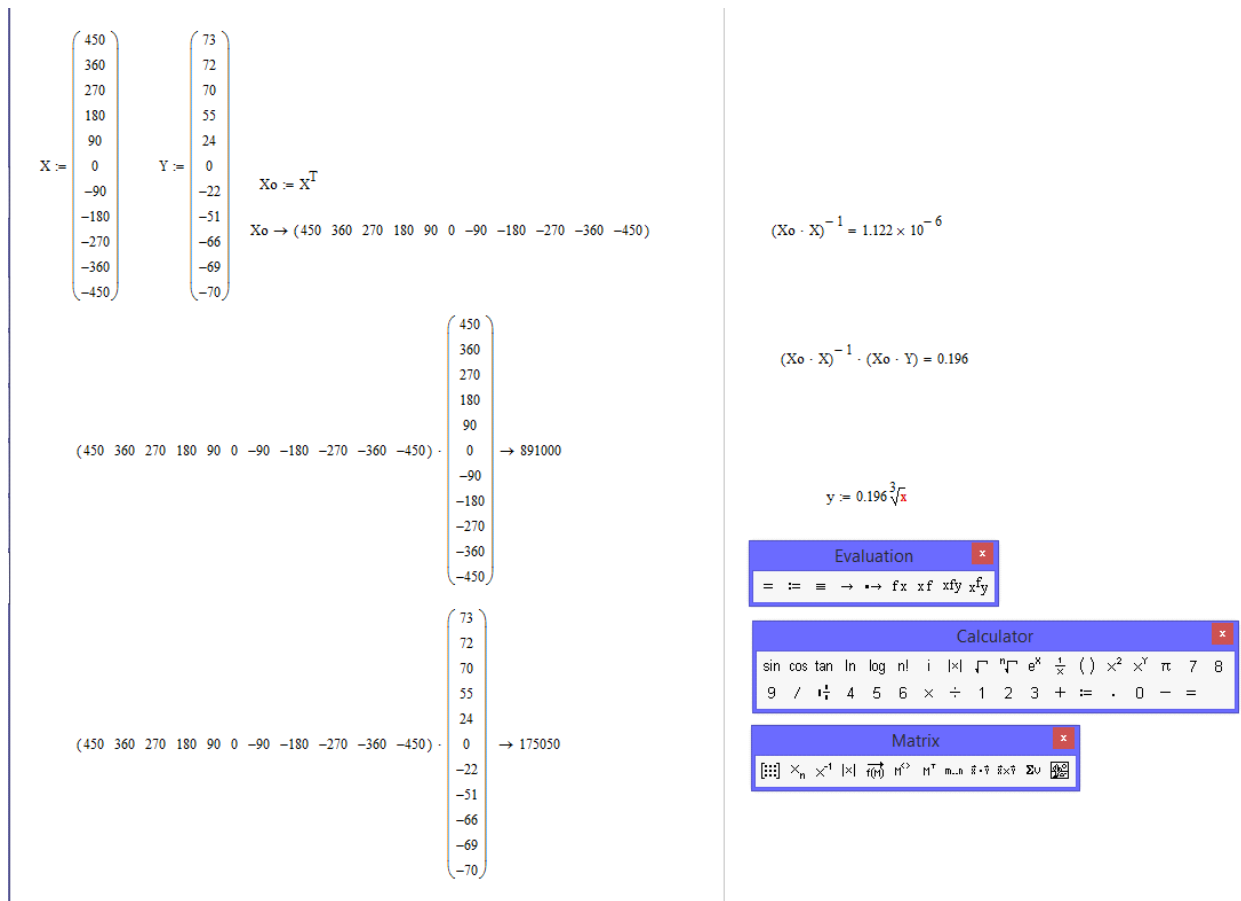 X := (450 360 270 180 90 0 −90 −180 −270 −360 −450)
Y := (73 72 70 55 24 0 −22 −51 −66 −69 −70)
Xo := X^T
Xo → (450 360 270 180 90 0 −90 −180 −270 −360 −450)
(Xo · X)^−1 = 1.122 × 10^−6
(450 360 270 180 90 0 −90 −180 −270 −360 −450) · (450 360 270 180 90 0 −90 −180 −270 −360 −450) → 891000
(Xo · X)^−1 · (Xo · Y) = 0.196
(450 360 270 180 90 0 −90 −180 −270 −360 −450) · (73 72 70 55 24 0 −22 −51 −66 −69 −70) → 175050
y := 0.196 ∛x
Evaluation x
= := ≡ → ▪→ fx xf xfy x^f y
Calculator x
sin cos tan ln log n! i |×| √ ⁿ√ e^x 1/x ( ) ×² ×^Y π 7 8
9 / 4 5 6 × ÷ 1 2 3 + := . 0 − =
Matrix x
[:::] ×n ×⁻¹ |×| f(M) M^<> M^T m..n Συ